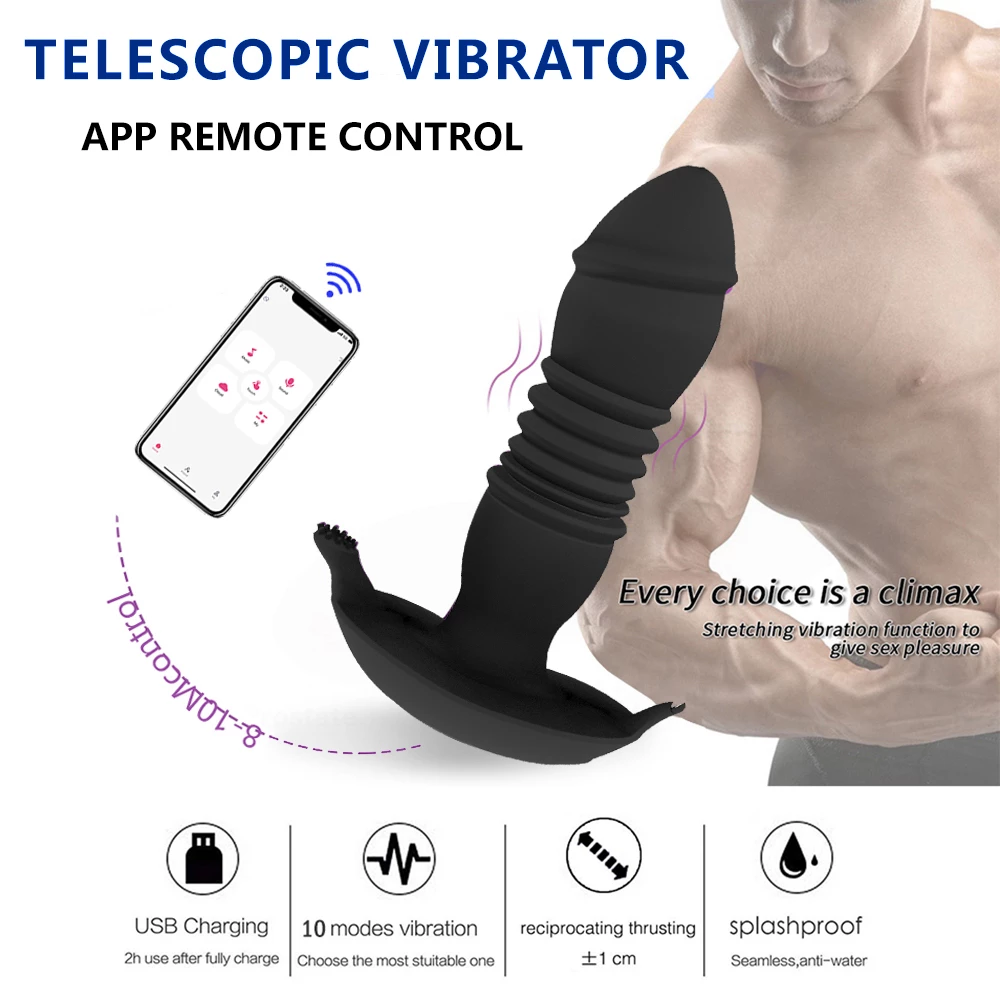 TELESCOPIC VIBRATOR
APP REMOTE CONTROL
8-10Mcontrol
Every choice is a climax
Stretching vibration function to
give sex pleasure
USB Charging
2h use after fully charge
10 modes vibration
Choose the most stuitable one
reciprocating thrusting
±1 cm
splashproof
Seamless,anti-water